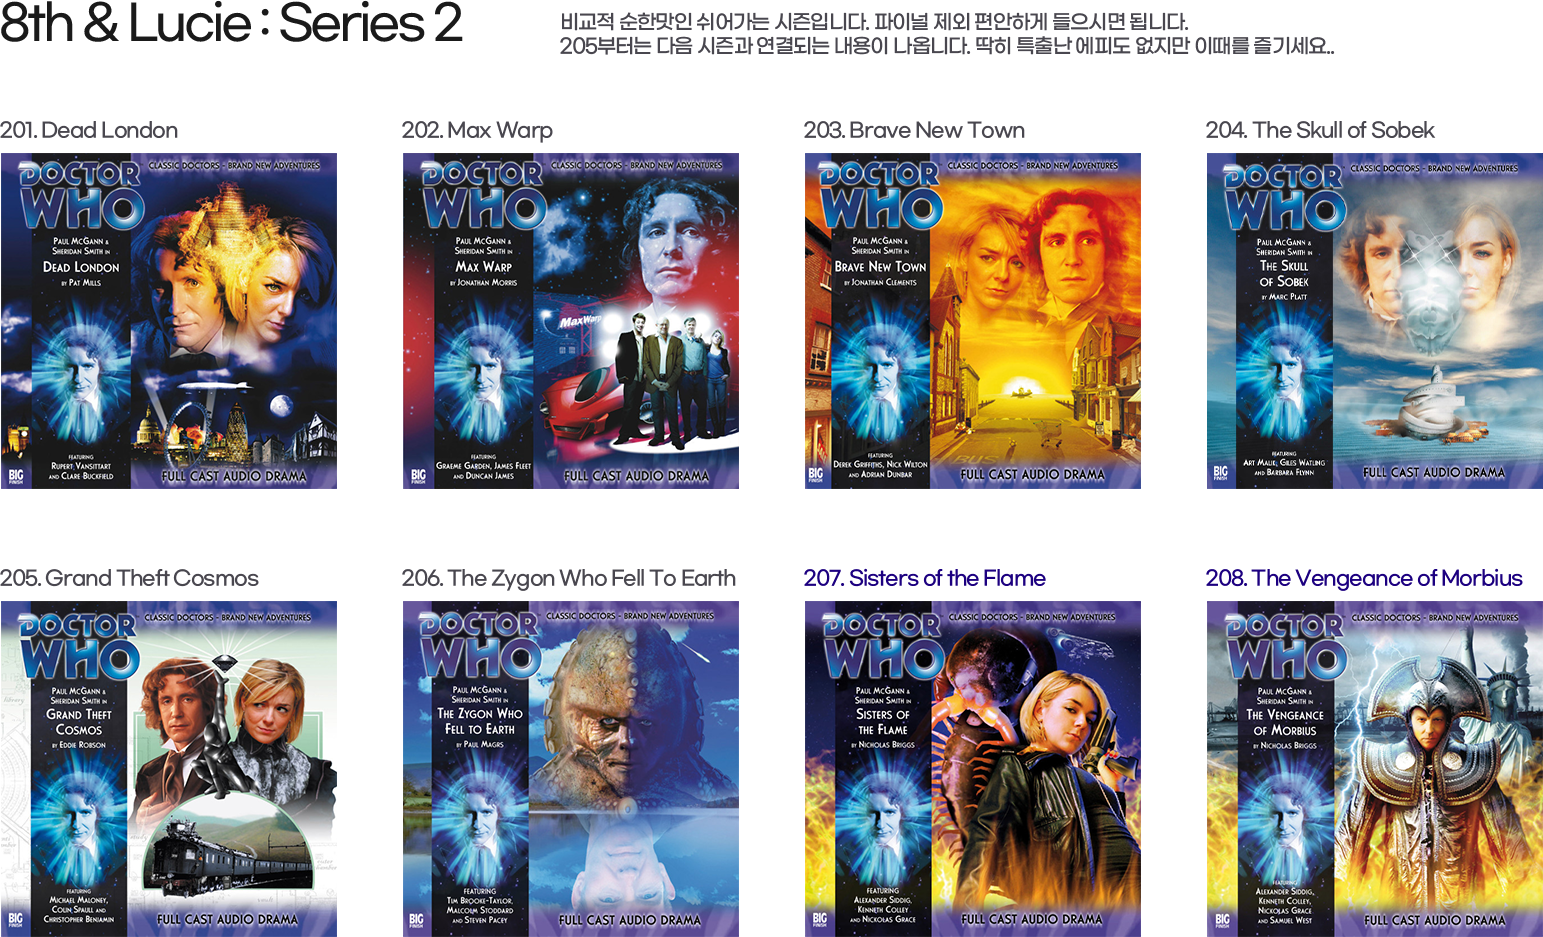 8th & Lucie : Series 2
비교적 순한맛인 쉬어가는 시즌입니다. 파이널 제외 편안하게 들으시면 됩니다.
205부터는 다음 시즌과 연결되는 내용이 나옵니다. 딱히 특출난 에피도 없지만 이때를 즐기세요..
201. Dead London
DOCTOR WHO
CLASSIC DOCTORS - BRAND NEW ADVENTURES
PAUL MCGANN &
SHERIDAN SMITH IN
DEAD LONDON
BY PAT MILLS
FEATURING
RUPERT VANSITTART
AND CLARE BUCKFIELD
BIG
FINISH
FULL CAST AUDIO DRAMA
202. Max Warp
DOCTOR WHO
CLASSIC DOCTORS - BRAND NEW ADVENTURES
PAUL MCGANN &
SHERIDAN SMITH IN
MAX WARP
BY JONATHAN MORRIS
MaxWarp
FEATURING
GRAEME GARDEN, JAMES FLEET
AND DUNCAN JAMES
BIG
FINISH
FULL CAST AUDIO DRAMA
203. Brave New Town
DOCTOR WHO
CLASSIC DOCTORS - BRAND NEW ADVENTURES
PAUL MCGANN &
SHERIDAN SMITH IN
BRAVE NEW TOWN
BY JONATHAN CLEMENTS
BUS
FEATURING
DEREK GRIFFITHS, NICK WILTON
AND ADRIAN DUNBAR
BIG
FINISH
FULL CAST AUDIO DRAMA
204. The Skull of Sobek
DOCTOR WHO
CLASSIC DOCTORS - BRAND NEW ADVENTURES
PAUL MCGANN &
SHERIDAN SMITH IN
THE SKULL
OF SOBEK
BY MARC PLATT
FEATURING
ART MALIK, GILES WATLING
AND BARBARA FLYNN
BIG
FINISH
FULL CAST AUDIO DRAMA
205. Grand Theft Cosmos
DOCTOR WHO
CLASSIC DOCTORS - BRAND NEW ADVENTURES
PAUL MCGANN &
SHERIDAN SMITH IN
GRAND THEFT
COSMOS
BY EDDIE ROBSON
FEATURING
MICHAEL MALONEY,
COLIN SPAULL AND
CHRISTOPHER BENJAMIN
BIG
FINISH
FULL CAST AUDIO DRAMA
206. The Zygon Who Fell To Earth
DOCTOR WHO
CLASSIC DOCTORS - BRAND NEW ADVENTURES
PAUL MCGANN &
SHERIDAN SMITH IN
THE ZYGON WHO
FELL TO EARTH
BY PAUL MAGRS
FEATURING
TIM BROOKE-TAYLOR,
MALCOLM STODDARD
AND STEVEN PACEY
BIG
FINISH
FULL CAST AUDIO DRAMA
207. Sisters of the Flame
DOCTOR WHO
CLASSIC DOCTORS - BRAND NEW ADVENTURES
PAUL MCGANN &
SHERIDAN SMITH IN
SISTERS OF
THE FLAME
BY NICHOLAS BRIGGS
FEATURING
ALEXANDER SIDDIG,
KENNETH COLLEY
AND NICKOLAS GRACE
BIG
FINISH
FULL CAST AUDIO DRAMA
208. The Vengeance of Morbius
DOCTOR WHO
CLASSIC DOCTORS - BRAND NEW ADVENTURES
PAUL MCGANN &
SHERIDAN SMITH IN
THE VENGEANCE
OF MORBIUS
BY NICHOLAS BRIGGS
FEATURING
ALEXANDER SIDDIG,
KENNETH COLLEY,
NICKOLAS GRACE
AND SAMUEL WEST
BIG
FINISH
FULL CAST AUDIO DRAMA